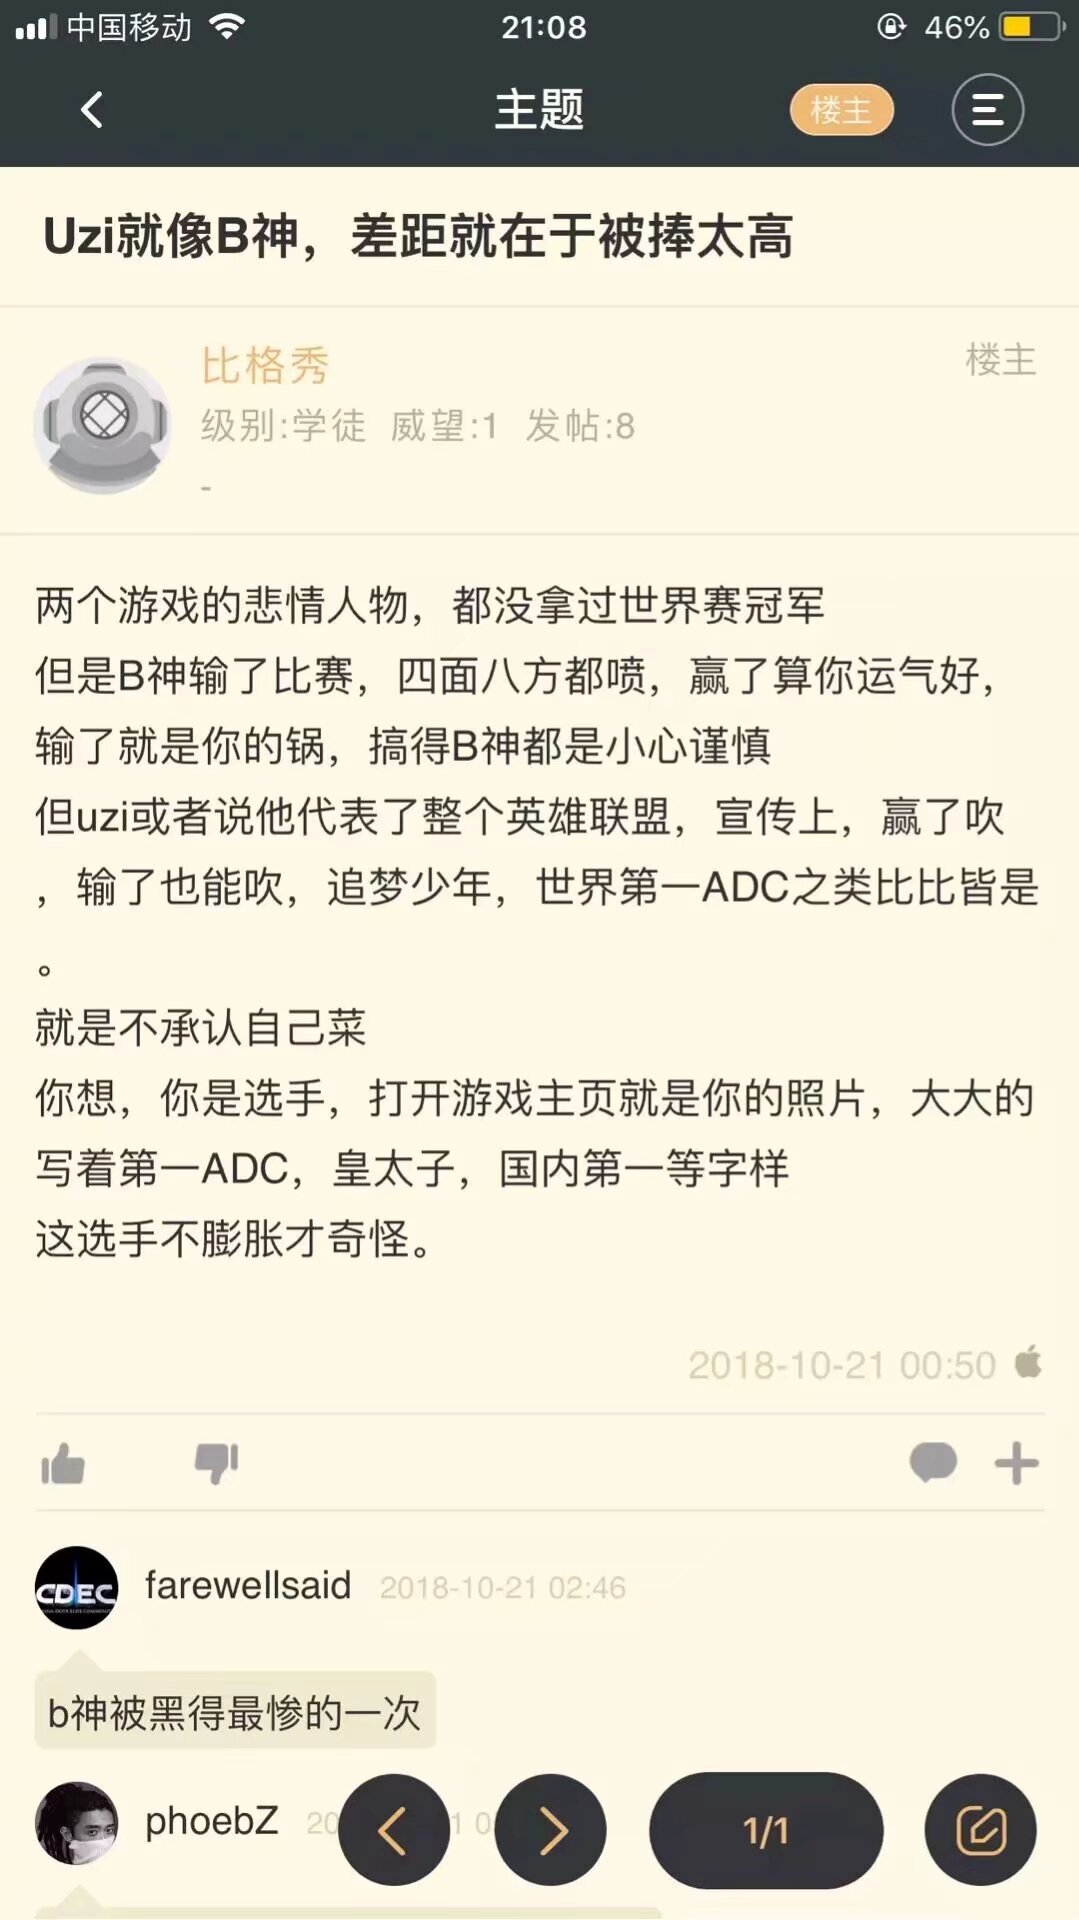 中国移动
21:08
46%
主题
楼主
Uzi就像B神，差距就在于被捧太高
比格秀
楼主
级别:学徒 威望:1 发帖:8
-
两个游戏的悲情人物，都没拿过世界赛冠军
但是B神输了比赛，四面八方都喷，赢了算你运气好，
输了就是你的锅，搞得B神都是小心谨慎
但uzi或者说他代表了整个英雄联盟，宣传上，赢了吹
，输了也能吹，追梦少年，世界第一ADC之类比比皆是
。
就是不承认自己菜
你想，你是选手，打开游戏主页就是你的照片，大大的
写着第一ADC，皇太子，国内第一等字样
这选手不膨胀才奇怪。
2018-10-21 00:50
CDEC
farewellsaid 2018-10-21 02:46
b神被黑得最惨的一次
phoebZ
1/1